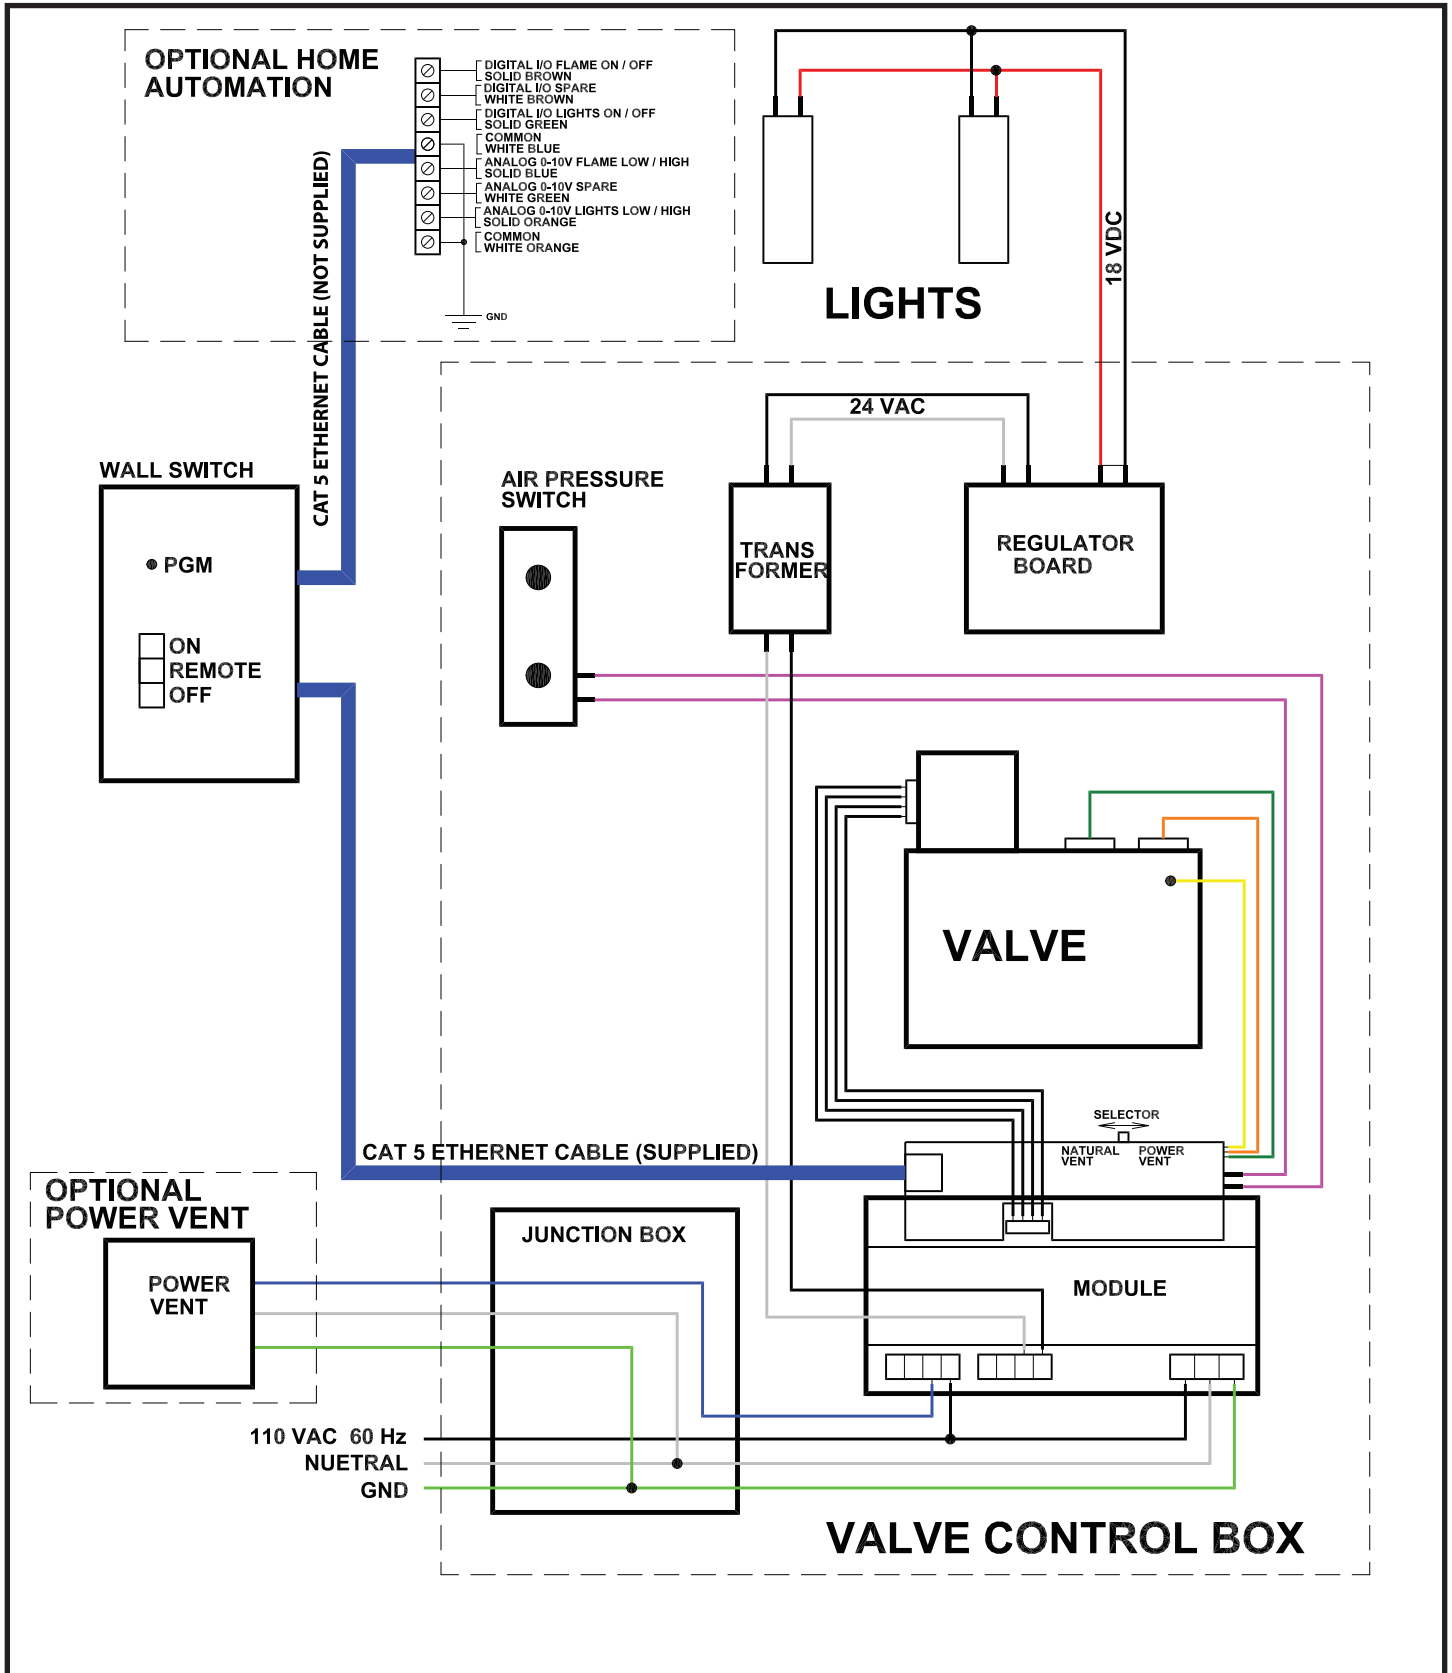 OPTIONAL HOME
AUTOMATION
DIGITAL I/O FLAME ON / OFF
SOLID BROWN
DIGITAL I/O SPARE
WHITE BROWN
DIGITAL I/O LIGHTS ON / OFF
SOLID GREEN
COMMON
WHITE BLUE
ANALOG 0-10V FLAME LOW / HIGH
SOLID BLUE
ANALOG 0-10V SPARE
WHITE GREEN
ANALOG 0-10V LIGHTS LOW / HIGH
SOLID ORANGE
COMMON
WHITE ORANGE
GND
CAT 5 ETHERNET CABLE (NOT SUPPLIED)
LIGHTS
18 VDC
24 VAC
WALL SWITCH
PGM
ON
REMOTE
OFF
AIR PRESSURE
SWITCH
TRANS
FORMER
REGULATOR
BOARD
VALVE
SELECTOR
NATURAL
VENT
POWER
VENT
CAT 5 ETHERNET CABLE (SUPPLIED)
OPTIONAL
POWER VENT
POWER
VENT
JUNCTION BOX
MODULE
110 VAC 60 Hz
NUETRAL
GND
VALVE CONTROL BOX